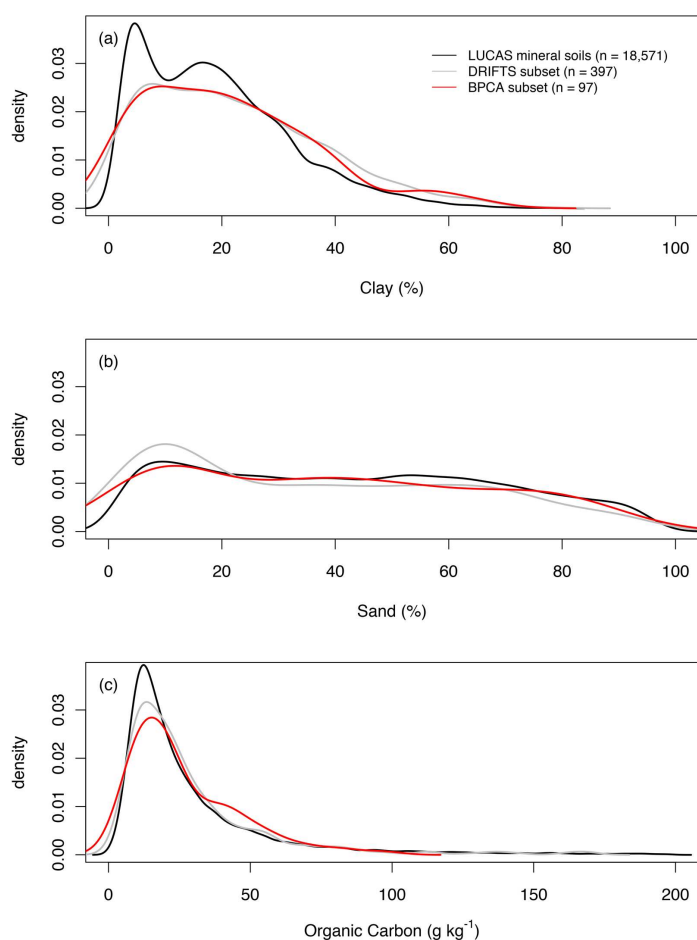 (a)
LUCAS mineral soils (n = 18,571)
DRIFTS subset (n = 397)
BPCA subset (n = 97)
density
0.00 0.01 0.02 0.03
0 20 40 60 80 100
Clay (%)
(b)
density
0.00 0.01 0.02 0.03
0 20 40 60 80 100
Sand (%)
(c)
density
0.00 0.01 0.02 0.03
0 50 100 150 200
Organic Carbon (g kg⁻¹)